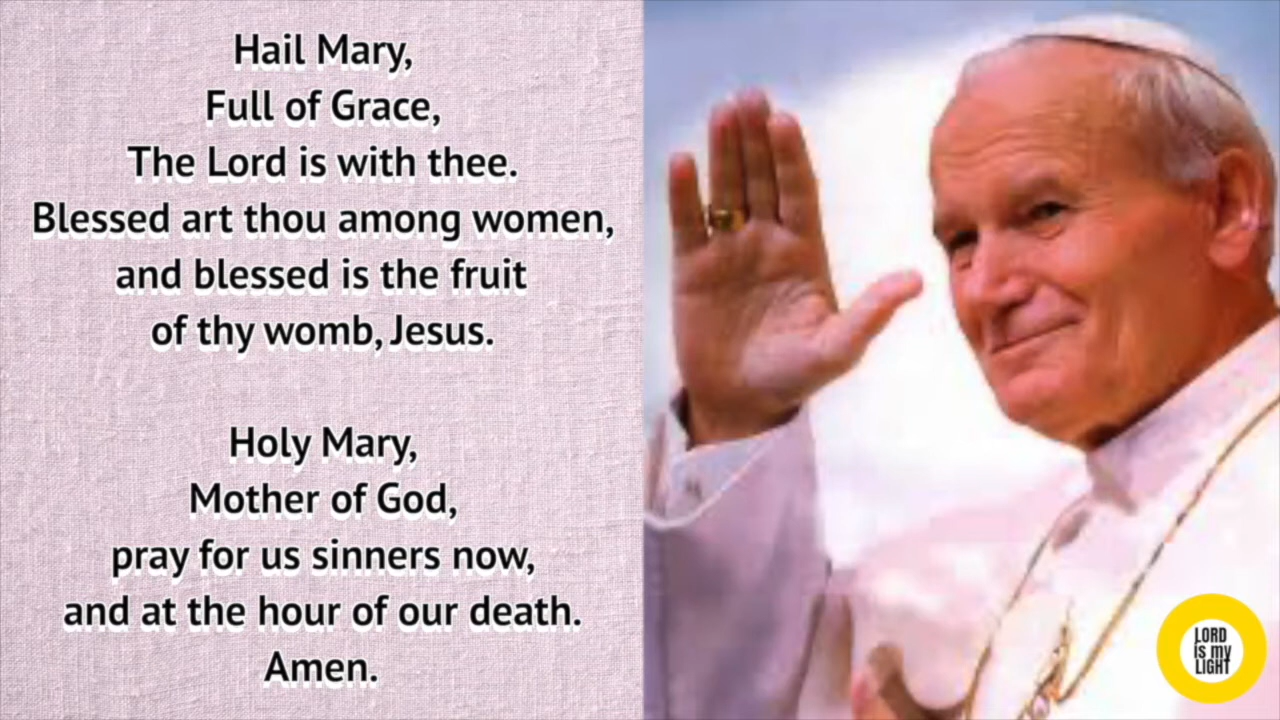 Hail Mary,
Full of Grace,
The Lord is with thee.
Blessed art thou among women,
and blessed is the fruit
of thy womb, Jesus.
Holy Mary,
Mother of God,
pray for us sinners now,
and at the hour of our death.
Amen.
LORD
is my
LIGHT